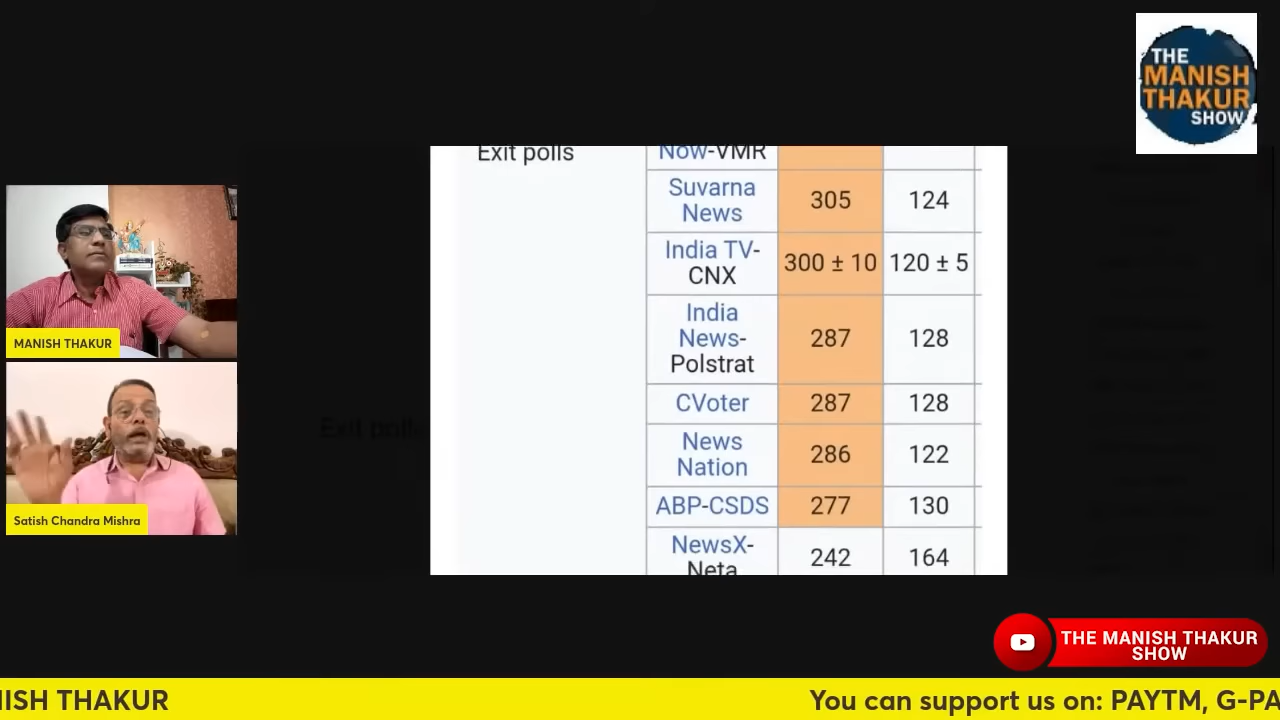 THE
MANISH
THAKUR
SHOW
Exit polls
Now-VMR
Suvarna
News
305
124
India TV-
CNX
300 ± 10
120 ± 5
India
News-
Polstrat
287
128
CVoter
287
128
News
Nation
286
122
ABP-CSDS
277
130
NewsX-
Neta
242
164
MANISH THAKUR
Satish Chandra Mishra
THE MANISH THAKUR
SHOW
NISH THAKUR
You can support us on: PAYTM, G-PA